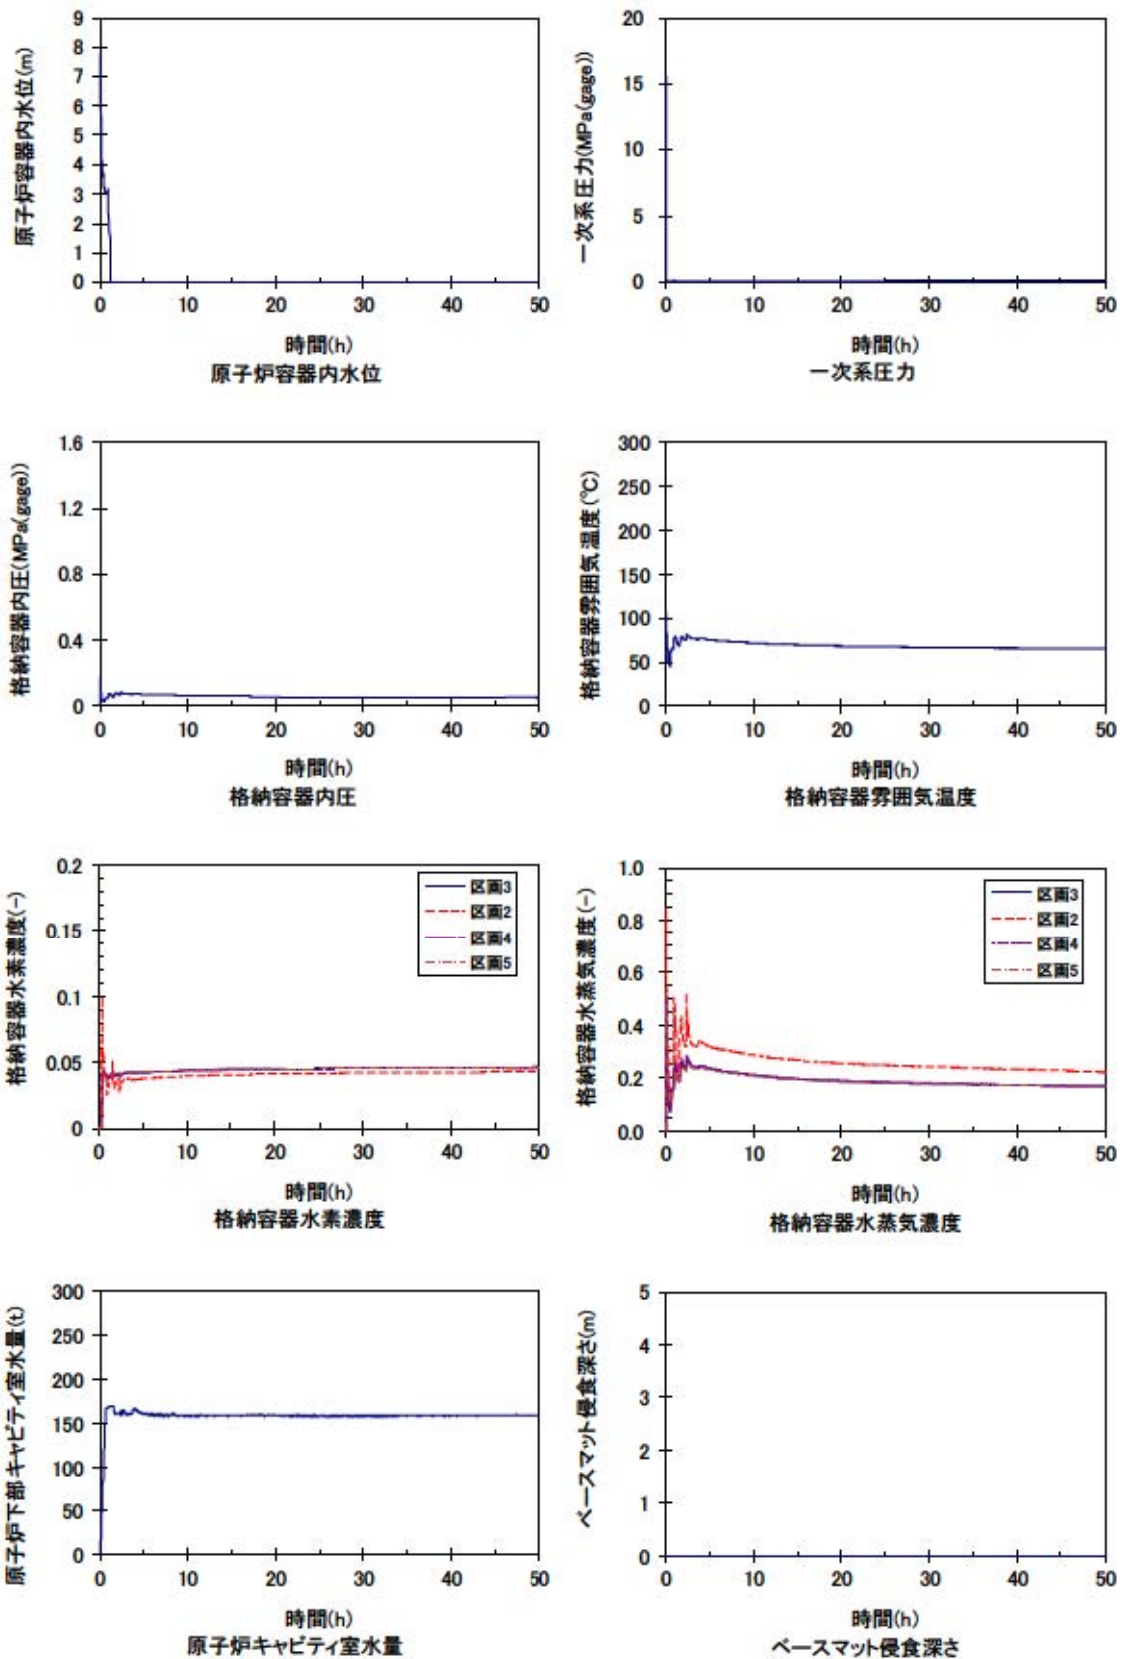 原子炉容器内水位(m)
9
8
7
6
5
4
3
2
1
0
0 10 20 30 40 50
時間(h)
原子炉容器内水位
一次系圧力(MPa(gage))
20
15
10
5
0
0 10 20 30 40 50
時間(h)
一次系圧力
格納容器内圧(MPa(gage))
1.6
1.2
0.8
0.4
0
0 10 20 30 40 50
時間(h)
格納容器内圧
格納容器雰囲気温度(℃)
300
250
200
150
100
50
0
0 10 20 30 40 50
時間(h)
格納容器雰囲気温度
格納容器水素濃度(-)
0.2
0.15
0.1
0.05
0
区画3
区画2
区画4
区画5
0 10 20 30 40 50
時間(h)
格納容器水素濃度
格納容器水蒸気濃度(-)
1.0
0.8
0.6
0.4
0.2
0.0
区画3
区画2
区画4
区画5
0 10 20 30 40 50
時間(h)
格納容器水蒸気濃度
原子炉下部キャビティ室水量(t)
300
250
200
150
100
50
0
0 10 20 30 40 50
時間(h)
原子炉キャビティ室水量
ベースマット侵食深さ(m)
5
4
3
2
1
0
0 10 20 30 40 50
時間(h)
ベースマット侵食深さ